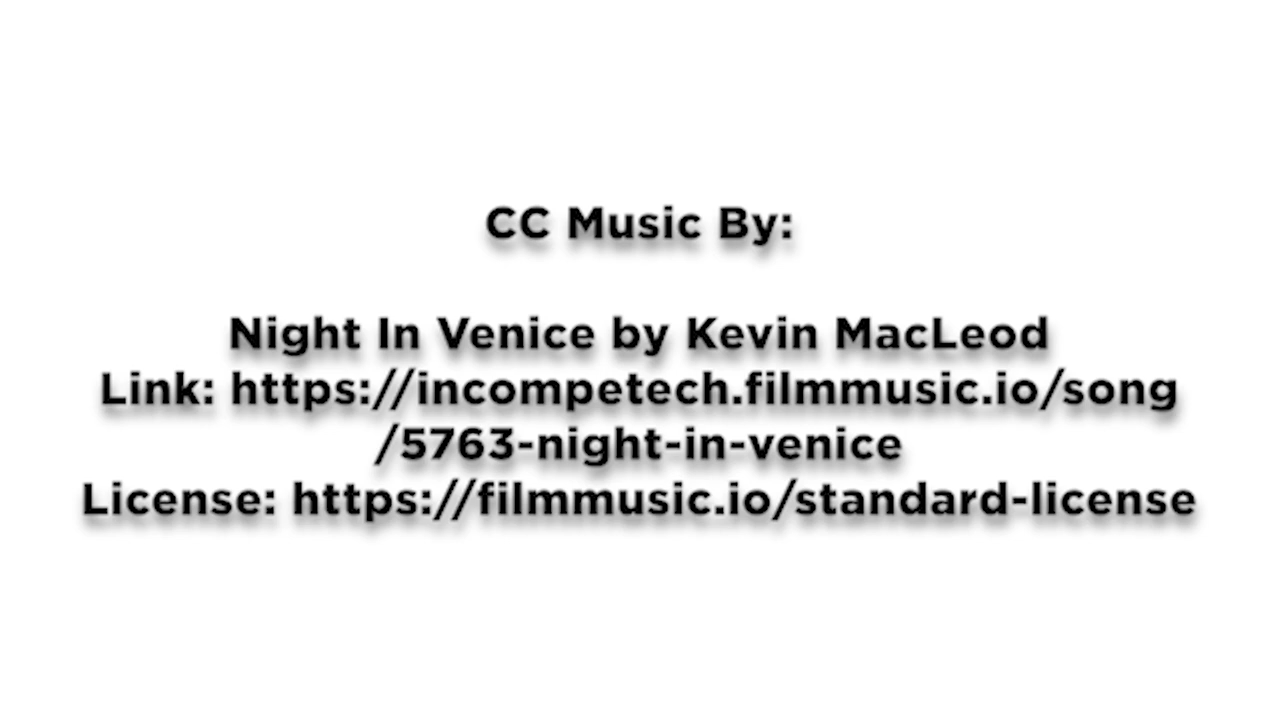 CC Music By:
Night In Venice by Kevin MacLeod
Link: https://incompetech.filmmusic.io/song
/5763-night-in-venice
License: https://filmmusic.io/standard-license